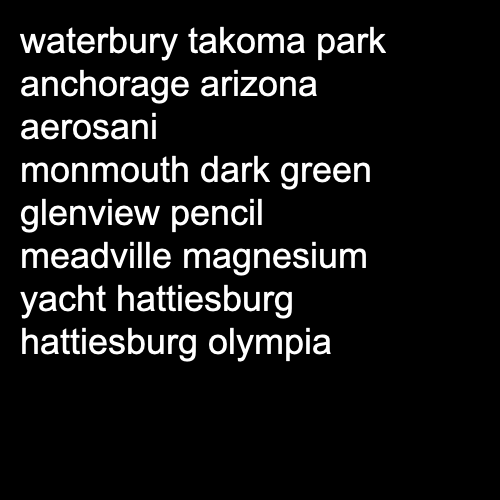 waterbury takoma park
anchorage arizona
aerosani
monmouth dark green
glenview pencil
meadville magnesium
yacht hattiesburg
hattiesburg olympia